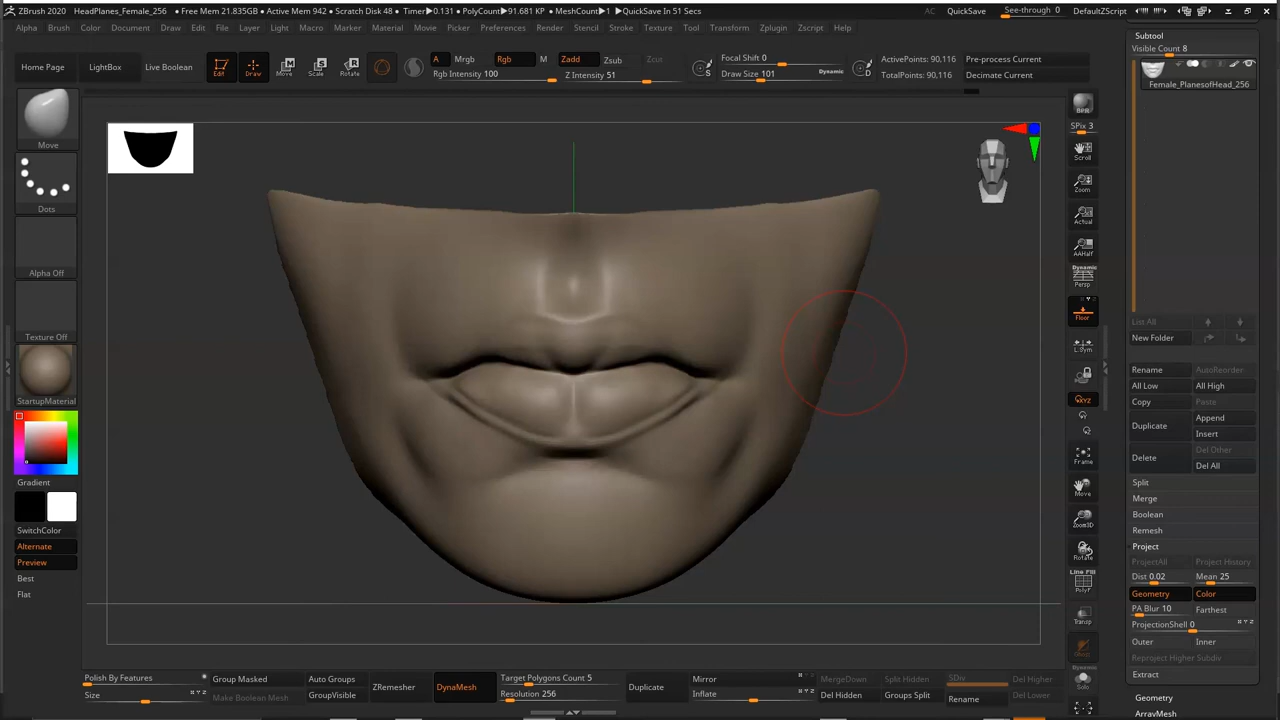 ZBrush 2020 HeadPlanes_Female_256 • Free Mem 21.835GB • Active Mem 942 • Scratch Disk 48 • Timer▶0.131 • PolyCount▶91.681 KP • MeshCount▶1 ▶QuickSave In 51 Secs AC QuickSave See-through 0 DefaultZScript
Alpha Brush Color Document Draw Edit File Layer Light Macro Marker Material Movie Picker Preferences Render Stencil Stroke Texture Tool Transform Zplugin Zscript Help
Home Page LightBox Live Boolean Edit Draw Move Scale Rotate
A Mrgb Rgb M Zadd Zsub Zcut
Rgb Intensity 100 Z Intensity 51
S Focal Shift 0
Draw Size 101 Dynamic
D ActivePoints: 90,116 Pre-process Current
TotalPoints: 90,116 Decimate Current
Move
Dots
Alpha Off
Texture Off
StartupMaterial
Gradient
SwitchColor
Alternate
Preview
Best
Flat
BPR
SPix 3
Scroll
Zoom
Actual
AAHalf
Dynamic
Persp
Floor
L.Sym
XYZ
Frame
Move
Zoom3D
Rotate
Line Fill
PolyF
Transp
Dynamic
Solo
Subtool
Visible Count 8
Female_PlanesofHead_256
List All
New Folder
Rename AutoReorder
All Low All High
Copy Paste
Duplicate Append
Insert
Delete Del Other
Del All
Split
Merge
Boolean
Remesh
Project
ProjectAll Project History
Dist 0.02 Mean 25
Geometry Color
PA Blur 10 Farthest
ProjectionShell 0
Outer Inner
Reproject Higher Subdiv
Extract
Geometry
ArrayMesh
Polish By Features Group Masked Auto Groups ZRemesher DynaMesh Target Polygons Count 5 Duplicate Mirror MergeDown Split Hidden SDiv Del Higher
Size Make Boolean Mesh GroupVisible Resolution 256 Inflate Del Hidden Groups Split Rename Del Lower